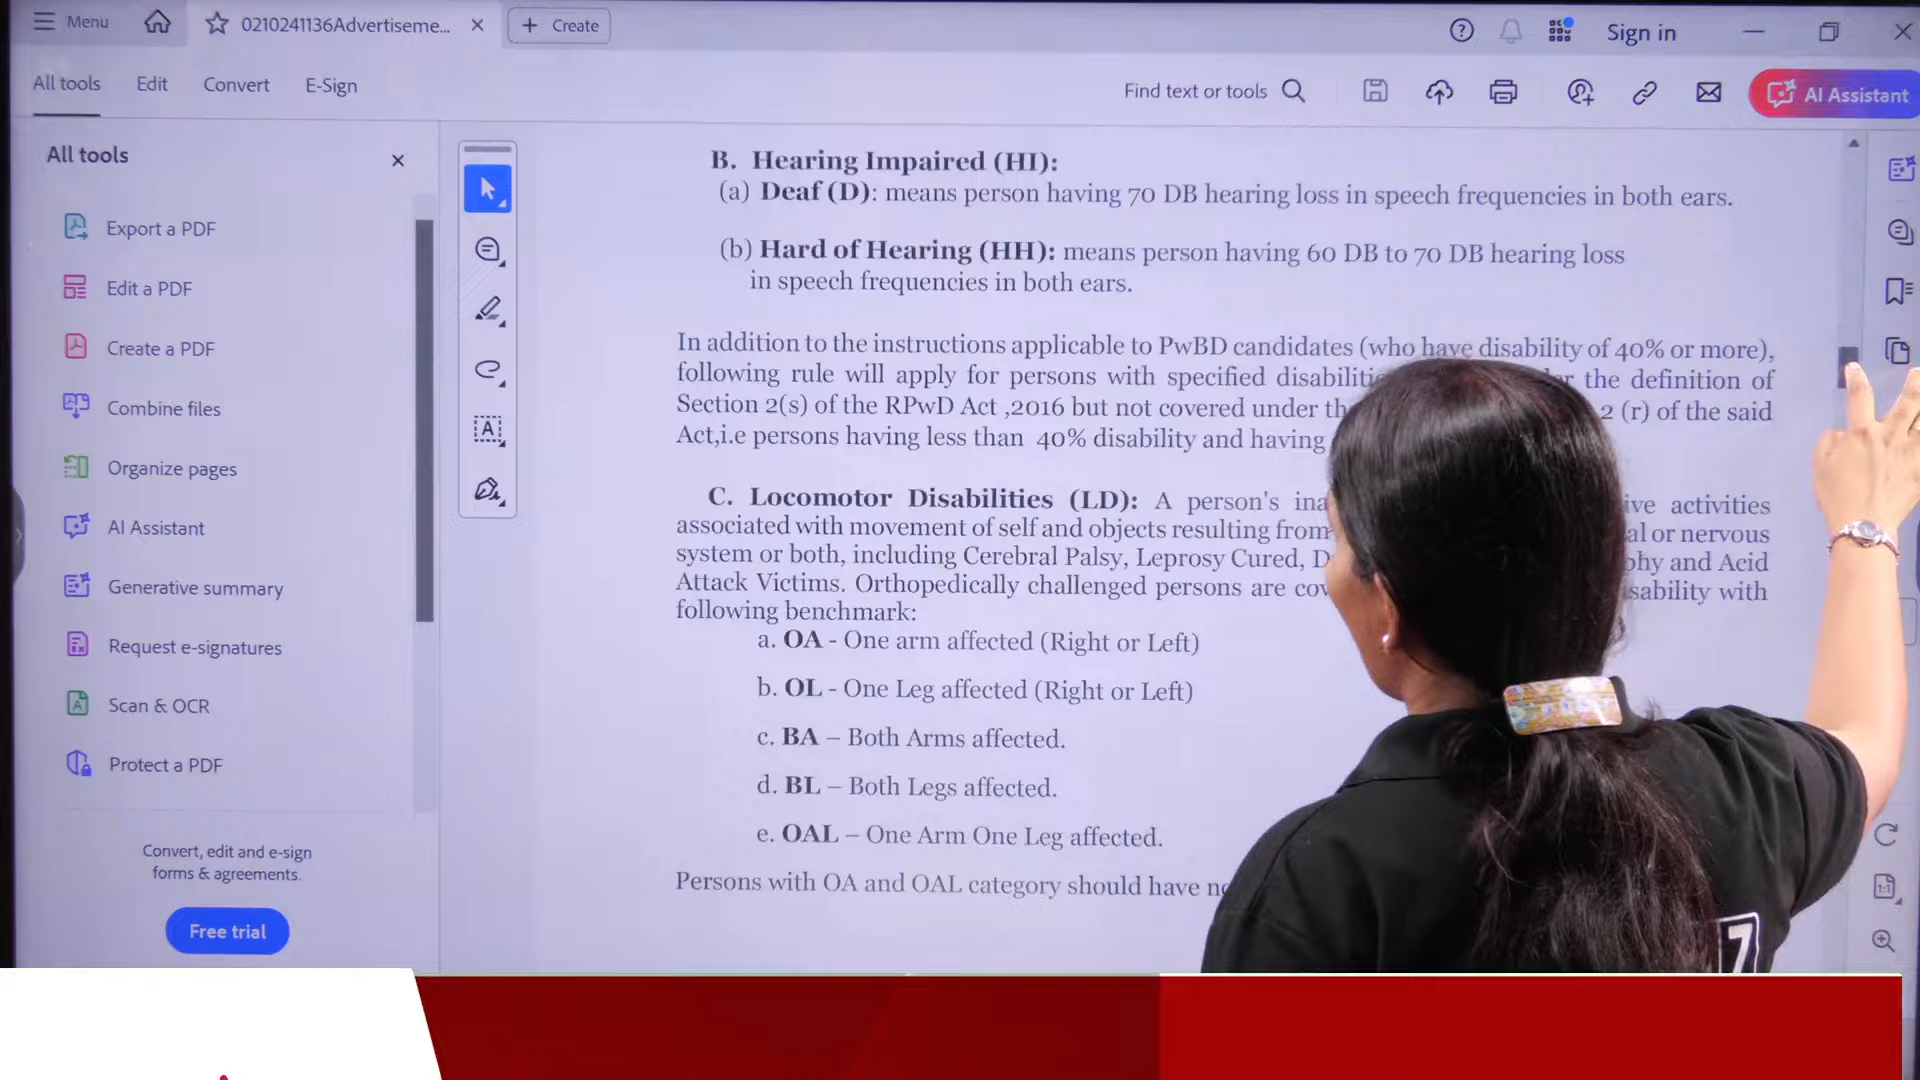 Menu
0210241136Advertiseme...
Create
Sign in
All tools
Edit
Convert
E-Sign
Find text or tools
AI Assistant
All tools
Export a PDF
Edit a PDF
Create a PDF
Combine files
Organize pages
AI Assistant
Generative summary
Request e-signatures
Scan & OCR
Protect a PDF
Convert, edit and e-sign
forms & agreements.
Free trial
B. Hearing Impaired (HI):
(a) Deaf (D): means person having 70 DB hearing loss in speech frequencies in both ears.
(b) Hard of Hearing (HH): means person having 60 DB to 70 DB hearing loss
in speech frequencies in both ears.
In addition to the instructions applicable to PwBD candidates (who have disability of 40% or more),
following rule will apply for persons with specified the definition of
Section 2(s) of the RPwD Act ,2016 but not covered under 2 (r) of the said
Act,i.e persons having less than 40% disability and having
C. Locomotor Disabilities (LD): A person's activities
associated with movement of self and objects resulting from or nervous
system or both, including Cerebral Palsy, Leprosy Cured, and Acid
Attack Victims. Orthopedically challenged persons are with
following benchmark:
a. OA - One arm affected (Right or Left)
b. OL - One Leg affected (Right or Left)
c. BA – Both Arms affected.
d. BL – Both Legs affected.
e. OAL – One Arm One Leg affected.
Persons with OA and OAL category should have
7